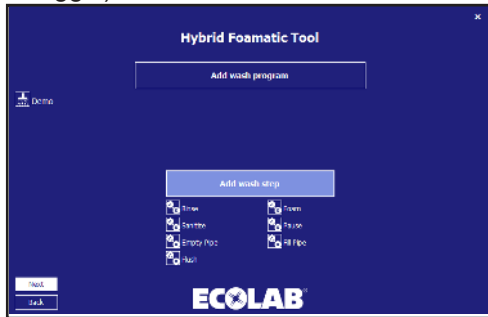 ×
Hybrid Foamatic Tool
Add wash program
Demo
Add wash step
Rinse
Foam
Sanitize
Pause
Empty Pipe
Fill Pipe
Flush
Next
Back
ECOLAB